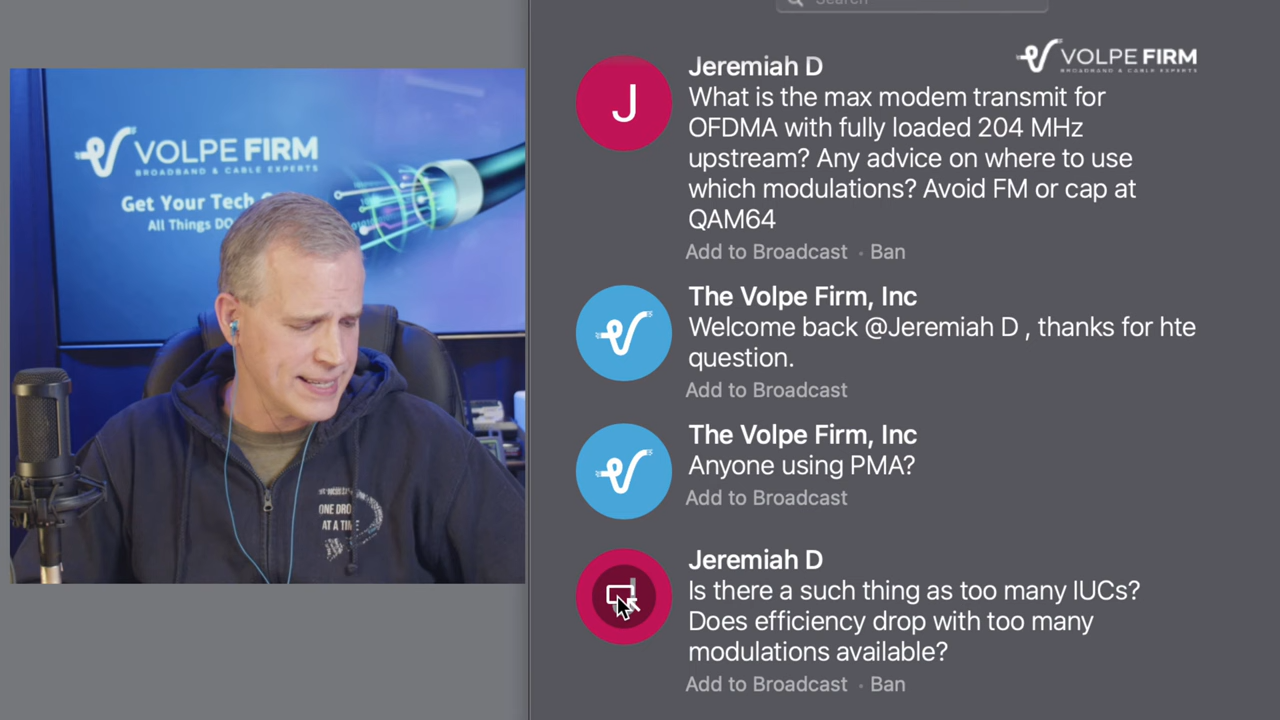 Search
VOLPE FIRM
BROADBAND & CABLE EXPERTS
Jeremiah D
J
What is the max modem transmit for
OFDMA with fully loaded 204 MHz
upstream? Any advice on where to use
which modulations? Avoid FM or cap at
QAM64
Add to Broadcast · Ban
The Volpe Firm, Inc
Welcome back @Jeremiah D , thanks for hte
question.
Add to Broadcast
The Volpe Firm, Inc
Anyone using PMA?
Add to Broadcast
Jeremiah D
Is there a such thing as too many IUCs?
Does efficiency drop with too many
modulations available?
Add to Broadcast · Ban
VOLPE FIRM
BROADBAND & CABLE EXPERTS
Get Your Tech
All Things DO
ONE DROP
AT A TIME